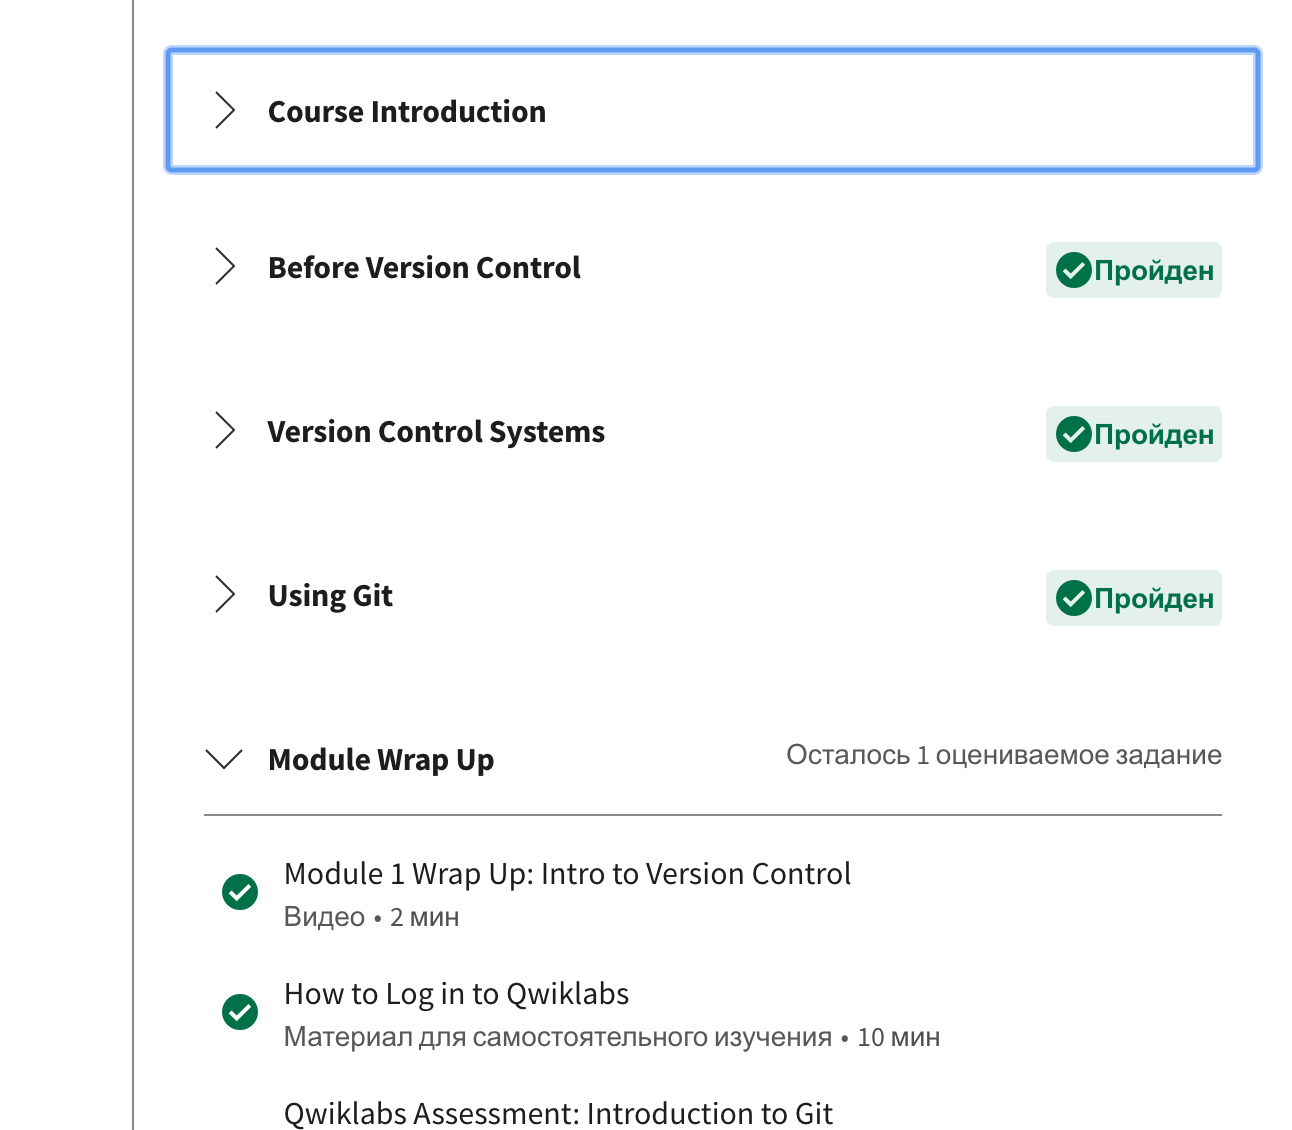 Course Introduction
Before Version Control
Пройден
Version Control Systems
Пройден
Using Git
Пройден
Module Wrap Up
Осталось 1 оцениваемое задание
Module 1 Wrap Up: Intro to Version Control
Видео • 2 мин
How to Log in to Qwiklabs
Материал для самостоятельного изучения • 10 мин
Qwiklabs Assessment: Introduction to Git